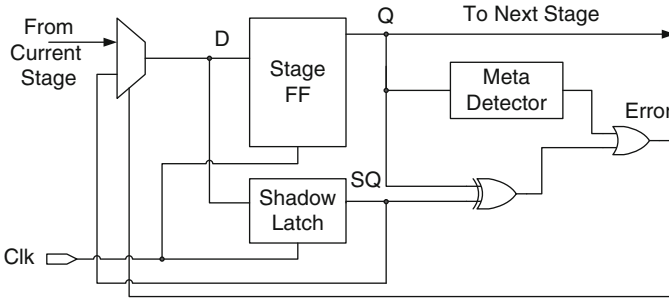 Q
To Next Stage
From
Current
Stage
D
Stage
FF
Meta
Detector
Error
SQ
Shadow
Latch
Clk